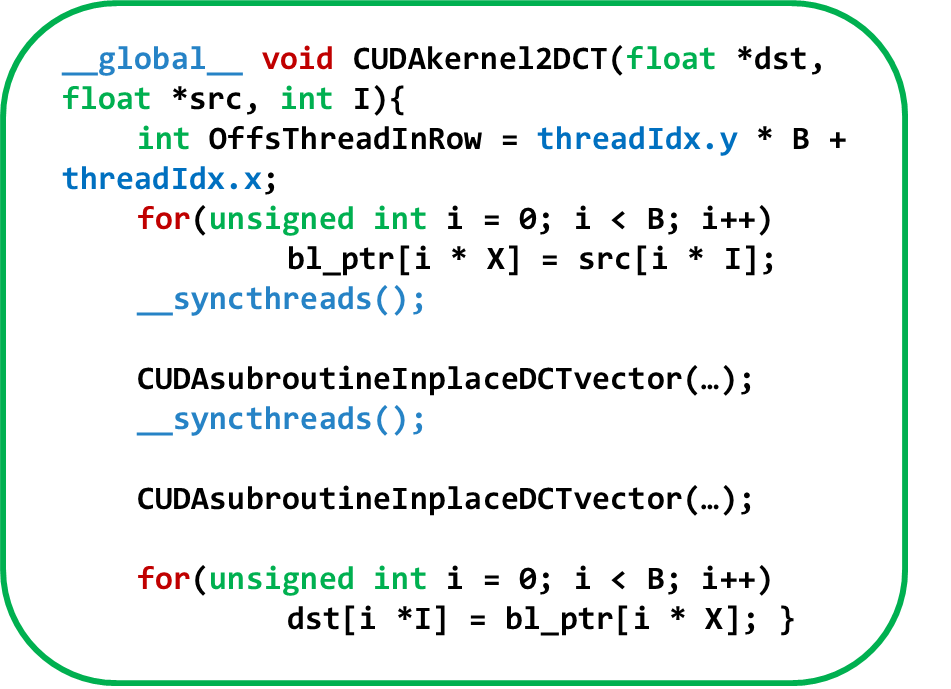 __global__ void CUDAkernel2DCT(float *dst,
float *src, int I){
int OffsThreadInRow = threadIdx.y * B +
threadIdx.x;
for(unsigned int i = 0; i < B; i++)
bl_ptr[i * X] = src[i * I];
__syncthreads();
CUDAsubroutineInplaceDCTvector(…);
__syncthreads();
CUDAsubroutineInplaceDCTvector(…);
for(unsigned int i = 0; i < B; i++)
dst[i *I] = bl_ptr[i * X]; }